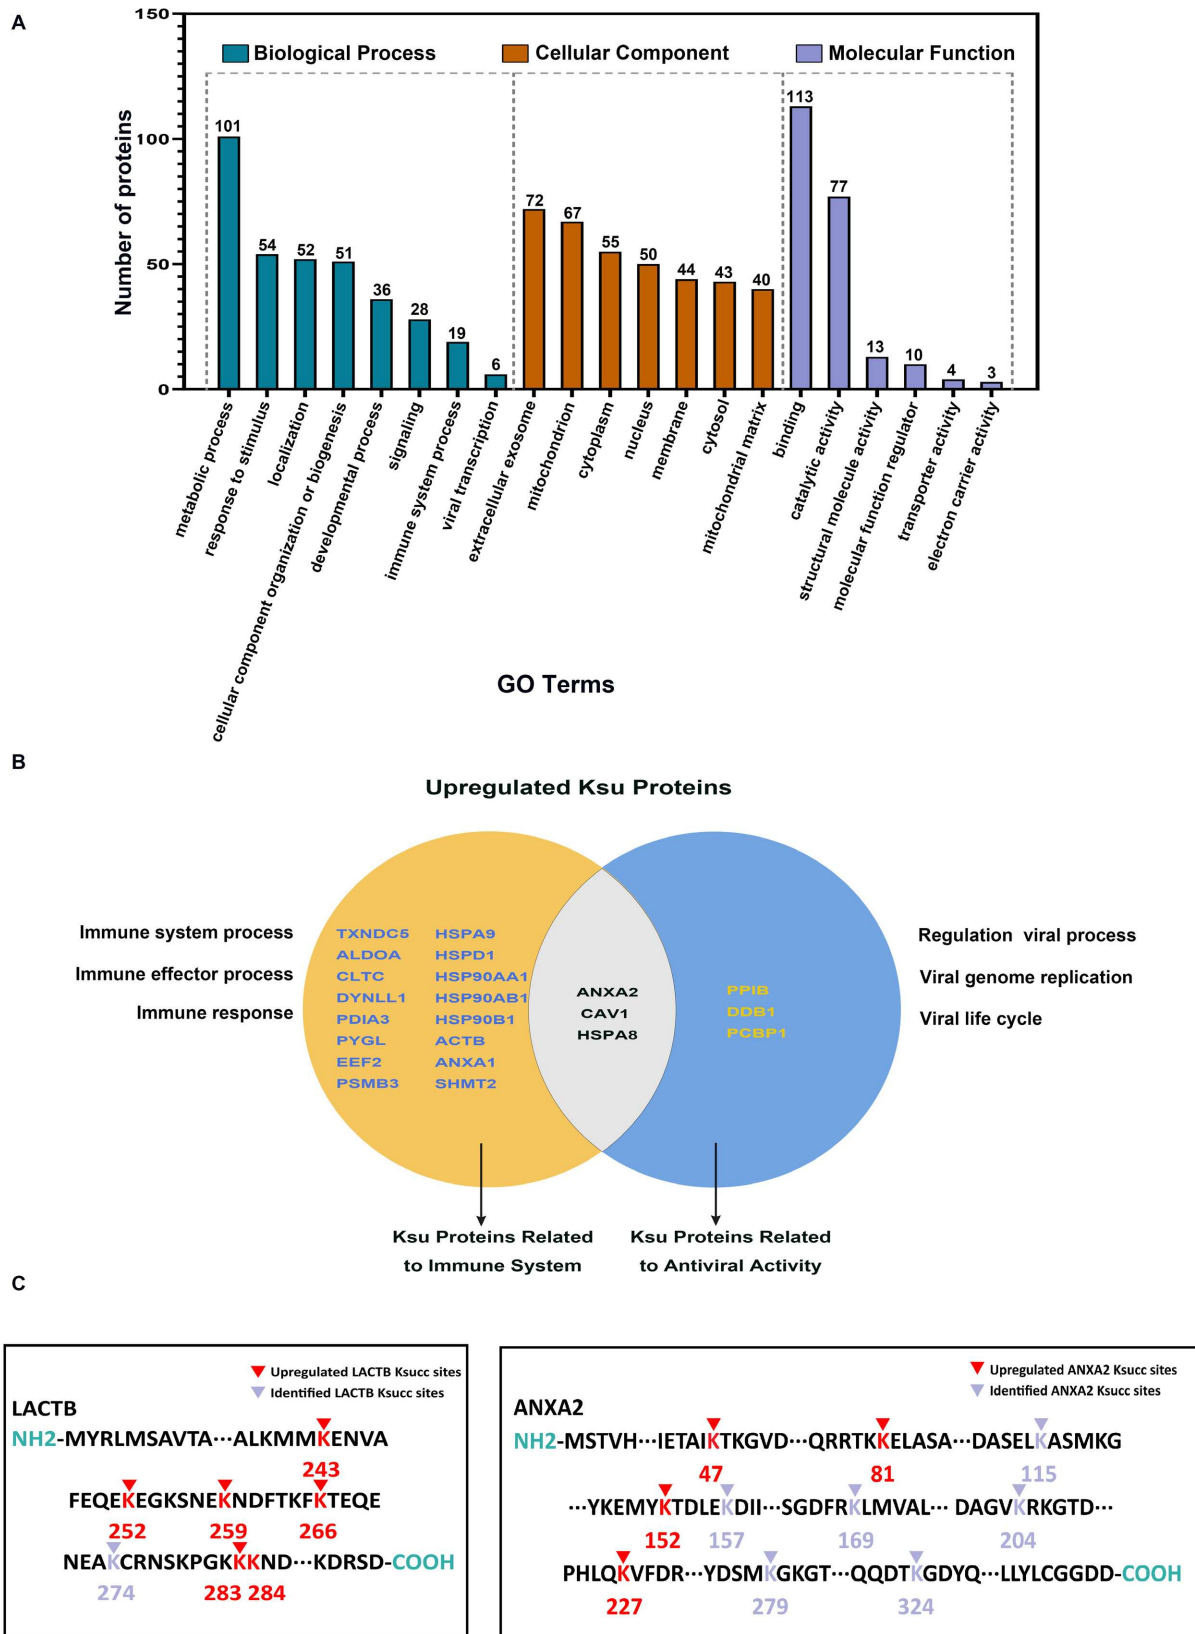 A
150
100
50
0
Number of proteins
Biological Process
Cellular Component
Molecular Function
101
54
52
51
36
28
19
6
72
67
55
50
44
43
40
113
77
13
10
4
3
metabolic process
response to stimulus
localization
cellular component organization or biogenesis
developmental process
signaling
immune system process
viral transcription
extracellular exosome
mitochondrion
cytoplasm
nucleus
membrane
cytosol
mitochondrial matrix
binding
catalytic activity
structural molecule activity
molecular function regulator
transporter activity
electron carrier activity
GO Terms
B
Upregulated Ksu Proteins
Immune system process
Immune effector process
Immune response
TXNDC5 HSPA9
ALDOA HSPD1
CLTC HSP90AA1
DYNLL1 HSP90AB1
PDIA3 HSP90B1
PYGL ACTB
EEF2 ANXA1
PSMB3 SHMT2
ANXA2
CAV1
HSPA8
PPIB
DDB1
PCBP1
Regulation viral process
Viral genome replication
Viral life cycle
Ksu Proteins Related
to Immune System
Ksu Proteins Related
to Antiviral Activity
C
Upregulated LACTB Ksucc sites
Identified LACTB Ksucc sites
LACTB
NH2-MYRLMSAVTA···ALKMMKENVA
243
FEQEKEGKSNEKNDFTKFKTEQE
252 259 266
NEAKCRNSKPGKKKND···KDRSD-COOH
274 283 284
Upregulated ANXA2 Ksucc sites
Identified ANXA2 Ksucc sites
ANXA2
NH2-MSTVH···IETAIKTKGVD···QRRTKKELASA···DASELKASMKG
47 81 115
···YKEMYKTDLEKDII···SGDFRKLMVAL··· DAGVKRKGTD···
152 157 169 204
PHLQKVFDR···YDSMKGKGT···QQDTKGDYQ···LLYLCGGDD-COOH
227 279 324